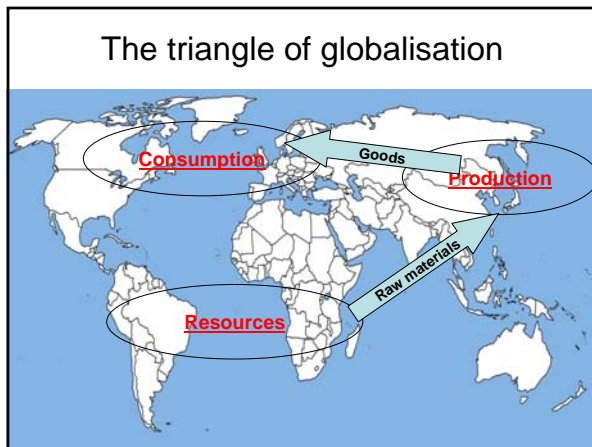 The triangle of globalisation
Consumption
Goods
Production
Raw materials
Resources